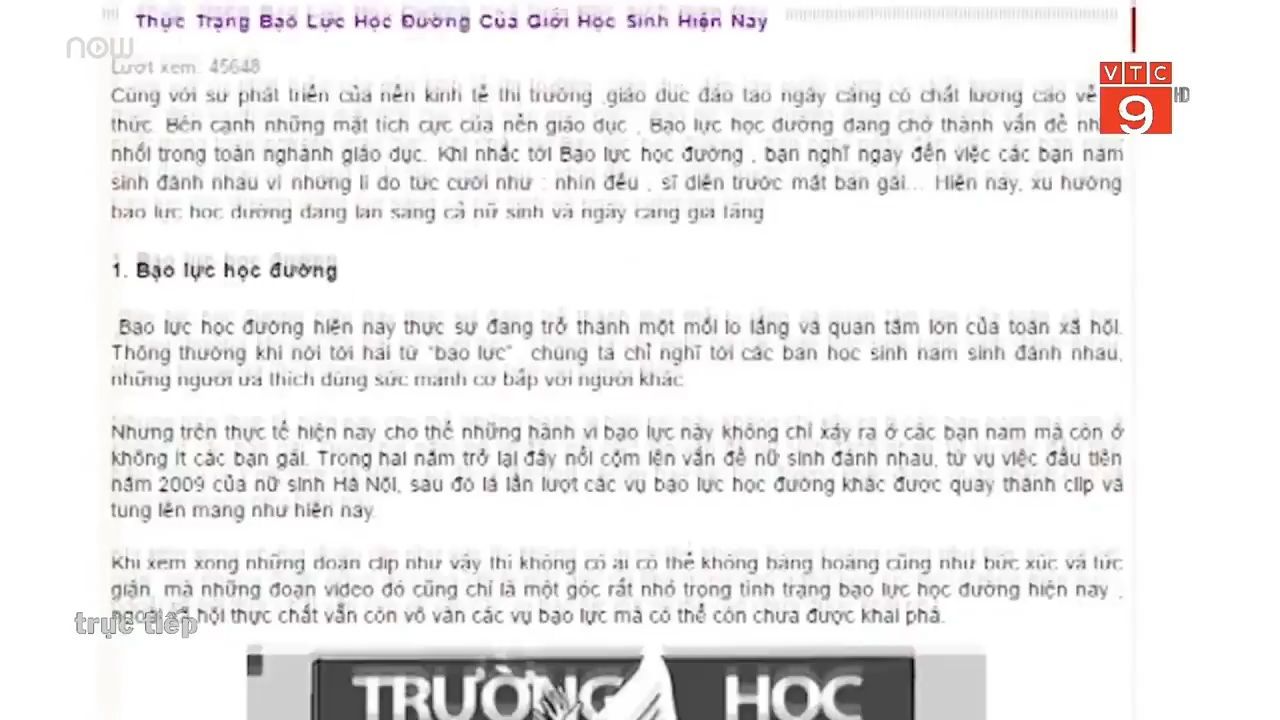 Thực Trạng Bạo Lực Học Đường Của Giới Học Sinh Hiện Nay
now
Lượt xem: 45648
VTC
9
HD
Cùng với sự phát triển của nền kinh tế thị trường ,giáo dục đào tạo ngày càng có chất lượng cao về
thức. Bên cạnh những mặt tích cực của nền giáo dục , Bạo lực học đường đang chở thành vấn đề
nhối trong toàn nghành giáo dục. Khi nhắc tới Bạo lực học đường , bạn nghĩ ngay đến việc các bạn nam
sinh đánh nhau vì những lí do tức cười như : nhìn đểu , sĩ diện trước mặt bạn gái... Hiện nay, xu hướng
bạo lực học đường đang lan sang cả nữ sinh và ngày càng gia tăng
1. Bạo lực học đường
Bạo lực học đường hiện nay thực sự đang trở thành một mối lo lắng và quan tâm lớn của toàn xã hội.
Thông thường khi nói tới hai từ "bạo lực" , chúng ta chỉ nghĩ tới các bạn học sinh nam sinh đánh nhau,
những người ưa thích dùng sức mạnh cơ bắp với người khác
Nhưng trên thực tế hiện nay cho thể những hành vi bạo lực này không chỉ xảy ra ở các bạn nam mà còn ở
không ít các bạn gái. Trong hai năm trở lại đây nổi cộm lên vấn đề nữ sinh đánh nhau, từ vụ việc đầu tiên
năm 2009 của nữ sinh Hà Nội, sau đó là lần lượt các vụ bạo lực học đường khác được quay thành clip và
tung lên mạng như hiện nay.
Khi xem xong những đoạn clip như vậy thì không có ai có thể không bàng hoàng cũng như bức xúc và tức
giận, mà những đoạn video đó cũng chỉ là một góc rất nhỏ trong tình trạng bạo lực học đường hiện nay ,
hội thực chất vẫn còn vô vàn các vụ bạo lực mà có thể còn chưa được khai phá.
trực tiếp
TRƯỜNG HỌC